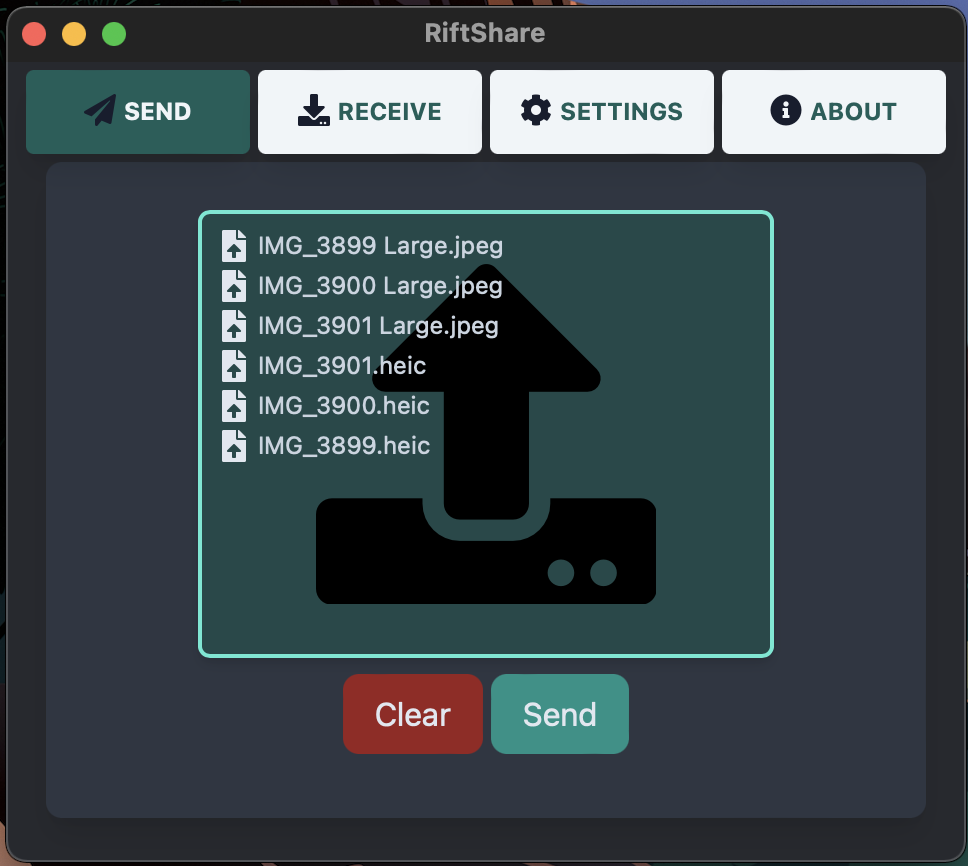 RiftShare
SEND RECEIVE SETTINGS ABOUT
IMG_3899 Large.jpeg
IMG_3900 Large.jpeg
IMG_3901 Large.jpeg
IMG_3901.heic
IMG_3900.heic
IMG_3899.heic
Clear Send